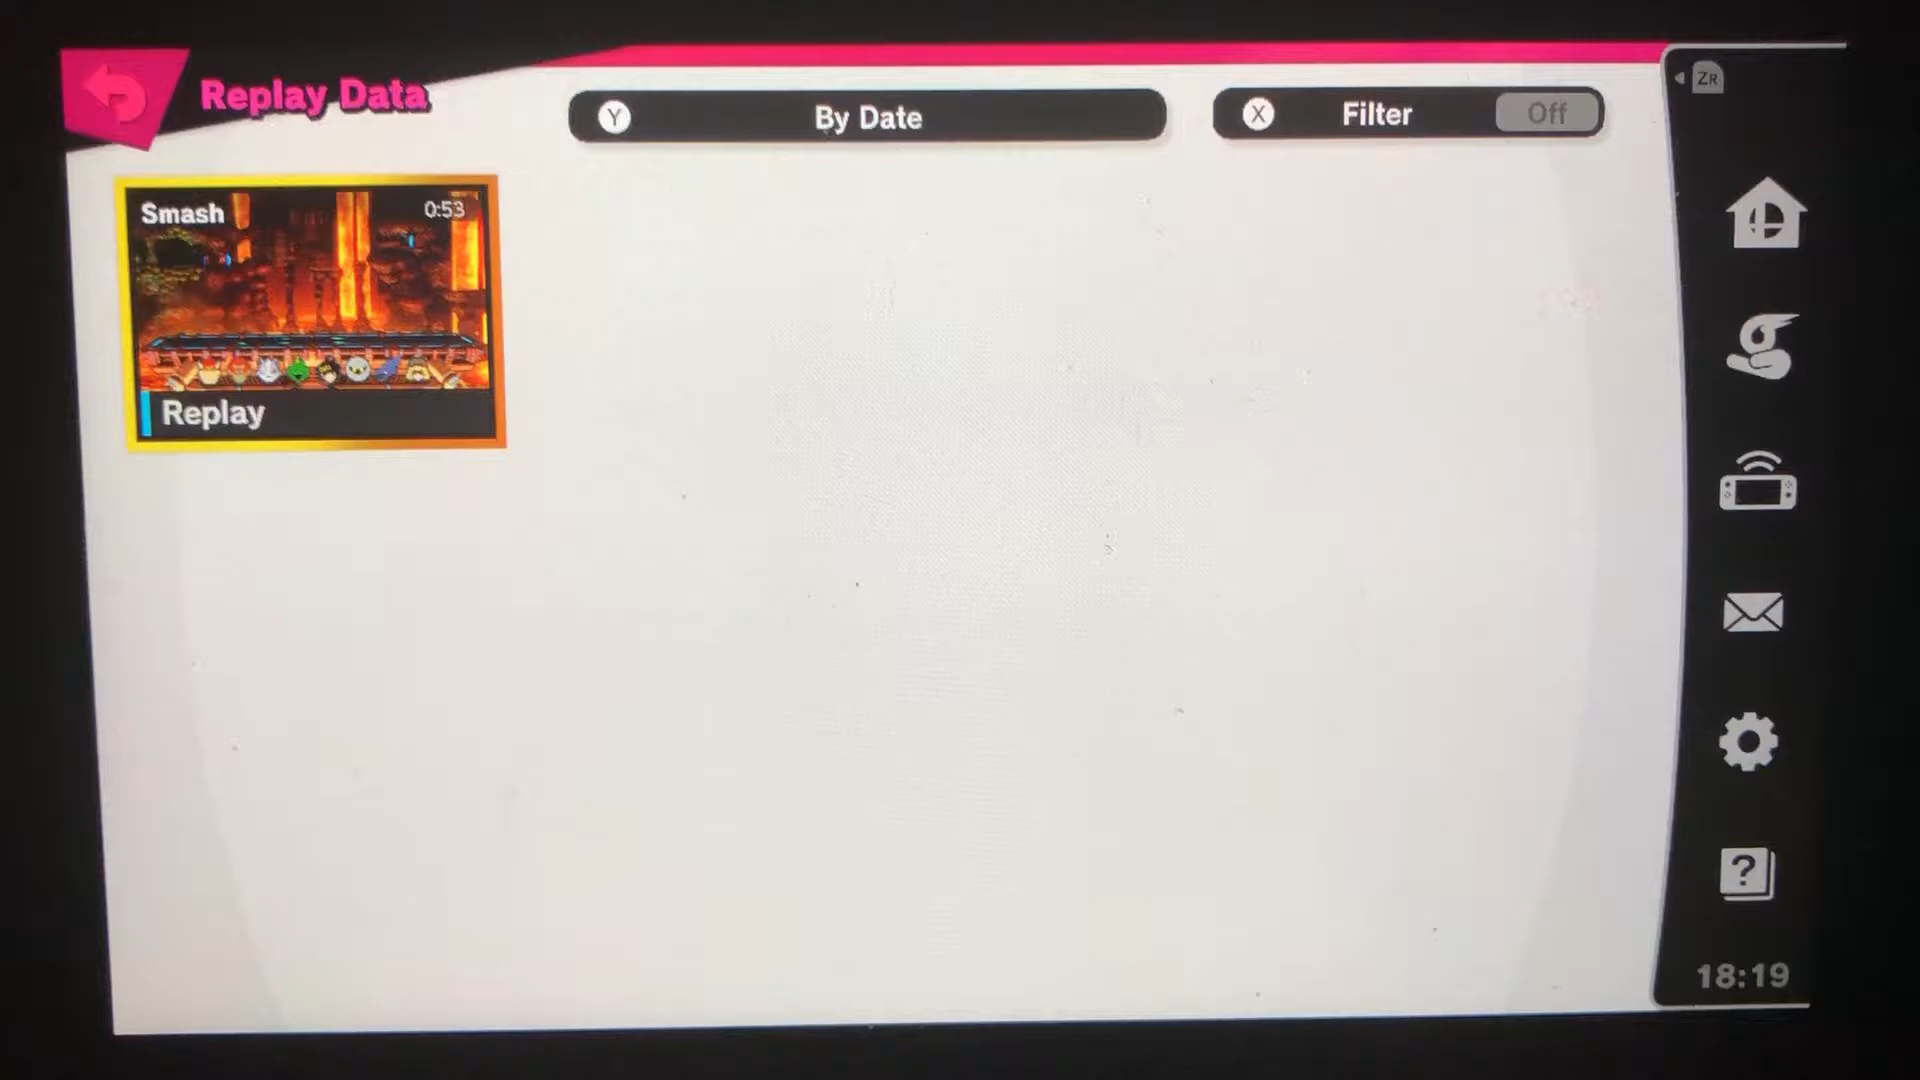 Replay Data
Y By Date
X Filter Off
ZR
Smash 0:53
Replay
?
18:19